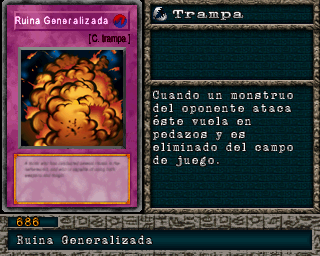 Ruina Generalizada
[C. trampa ]
Trampa
Cuando un monstruo
del oponente ataca
éste vuela en
pedazos y es
eliminado del campo
de juego.
686
Ruina Generalizada